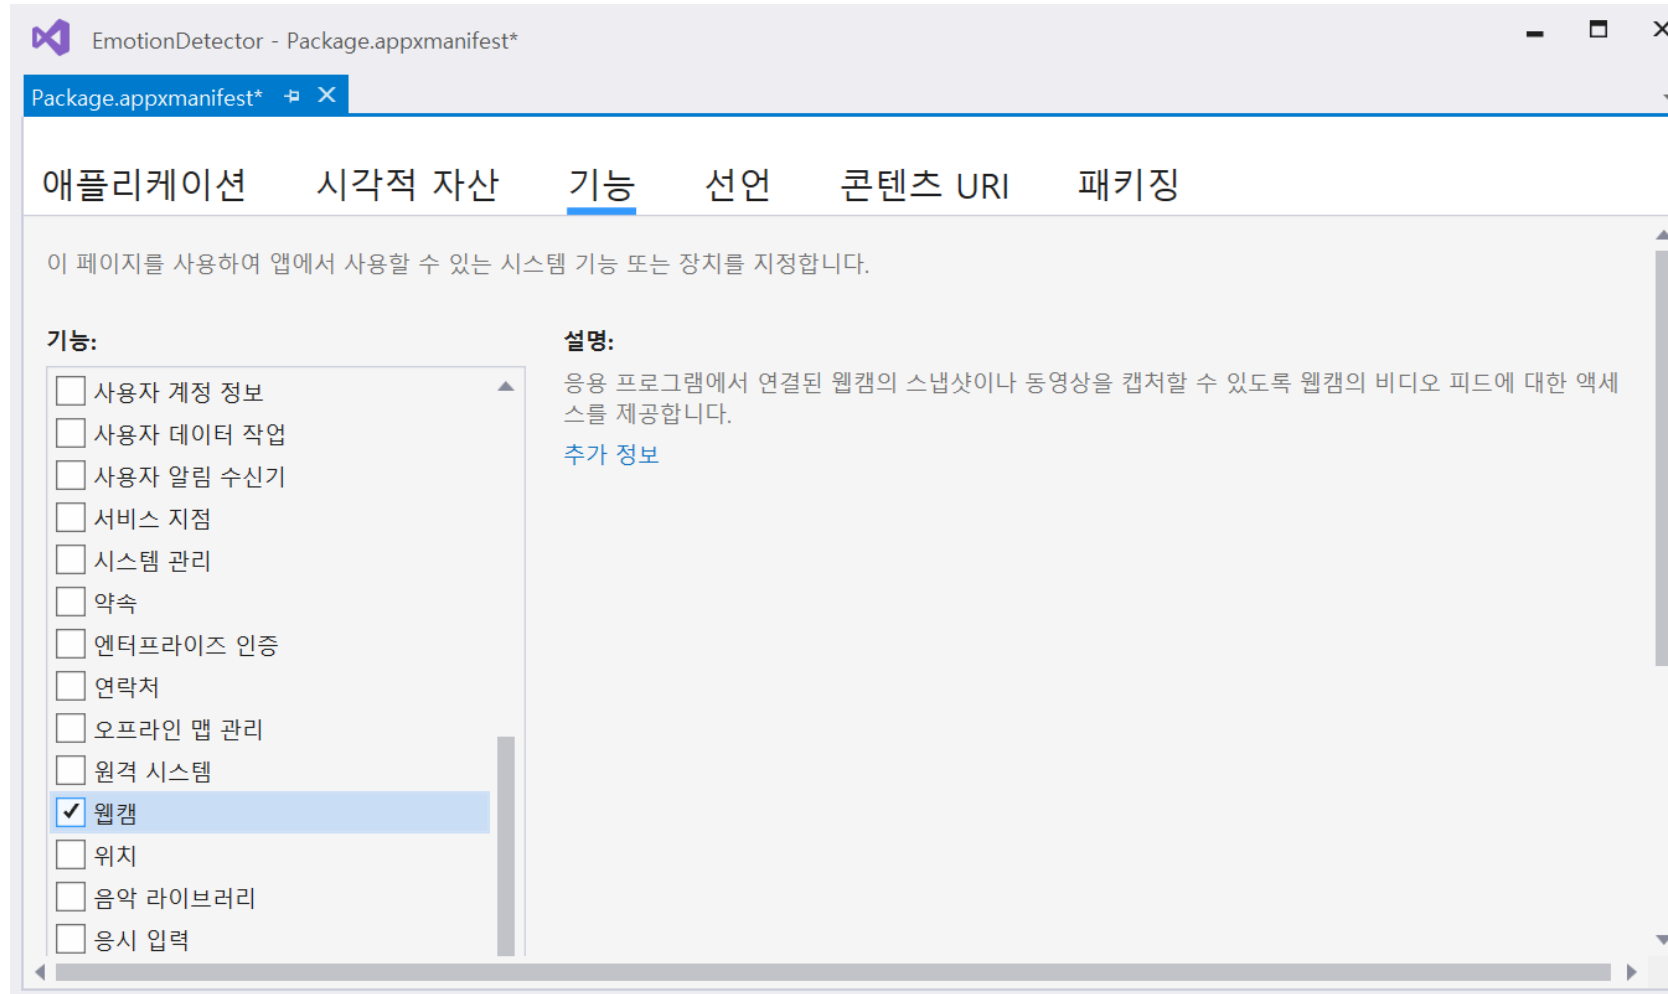 EmotionDetector - Package.appxmanifest*
Package.appxmanifest*
애플리케이션 시각적 자산 기능 선언 콘텐츠 URI 패키징
이 페이지를 사용하여 앱에서 사용할 수 있는 시스템 기능 또는 장치를 지정합니다.
기능:
사용자 계정 정보
사용자 데이터 작업
사용자 알림 수신기
서비스 지점
시스템 관리
약속
엔터프라이즈 인증
연락처
오프라인 맵 관리
원격 시스템
웹캠
위치
음악 라이브러리
응시 입력
설명:
응용 프로그램에서 연결된 웹캠의 스냅샷이나 동영상을 캡처할 수 있도록 웹캠의 비디오 피드에 대한 액세
스를 제공합니다.
추가 정보